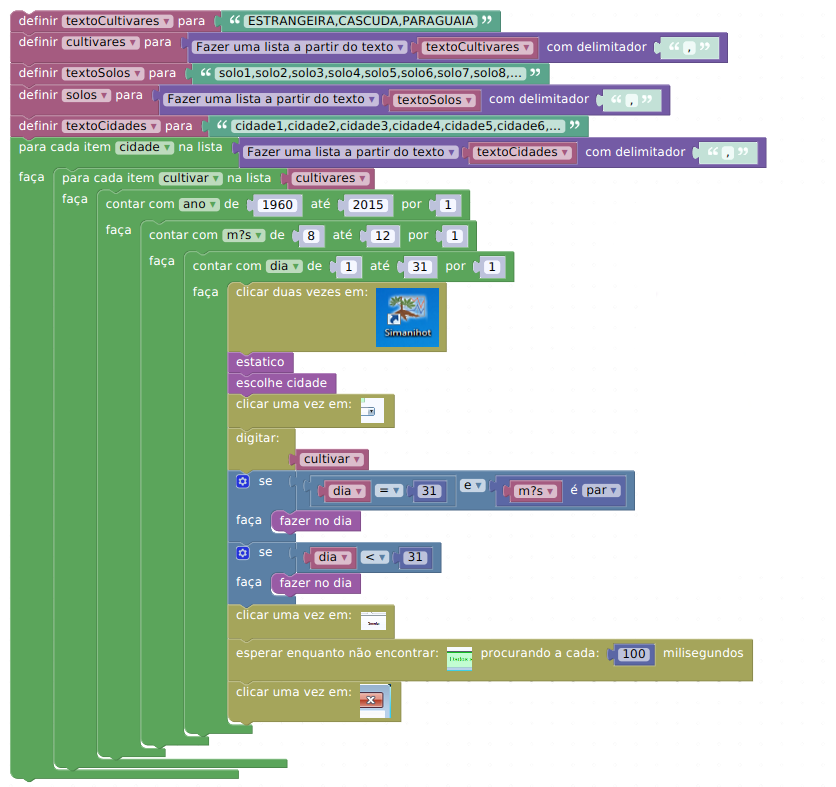 definir textoCultivares para “ ESTRANGEIRA,CASCUDA,PARAGUAIA ”
definir cultivares para Fazer uma lista a partir do texto textoCultivares com delimitador “ , ”
definir textoSolos para “ solo1,solo2,solo3,solo4,solo5,solo6,solo7,solo8,... ”
definir solos para Fazer uma lista a partir do texto textoSolos com delimitador “ , ”
definir textoCidades para “ cidade1,cidade2,cidade3,cidade4,cidade5,cidade6,... ”
para cada item cidade na lista Fazer uma lista a partir do texto textoCidades com delimitador “ , ”
faça para cada item cultivar na lista cultivares
faça contar com ano de 1960 até 2015 por 1
faça contar com m?s de 8 até 12 por 1
faça contar com dia de 1 até 31 por 1
faça clicar duas vezes em:
Simanihot
estatico
escolhe cidade
clicar uma vez em:
digitar:
cultivar
se dia = 31 e m?s é par
faça fazer no dia
se dia < 31
faça fazer no dia
clicar uma vez em:
esperar enquanto não encontrar: procurando a cada: 100 milisegundos
clicar uma vez em: